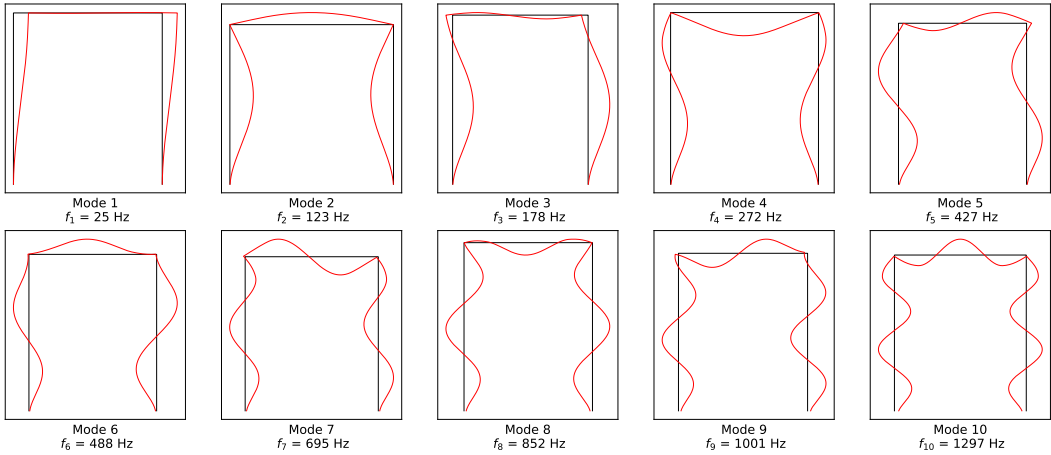 Mode 1
f₁ = 25 Hz
Mode 2
f₂ = 123 Hz
Mode 3
f₃ = 178 Hz
Mode 4
f₄ = 272 Hz
Mode 5
f₅ = 427 Hz
Mode 6
f₆ = 488 Hz
Mode 7
f₇ = 695 Hz
Mode 8
f₈ = 852 Hz
Mode 9
f₉ = 1001 Hz
Mode 10
f₁₀ = 1297 Hz